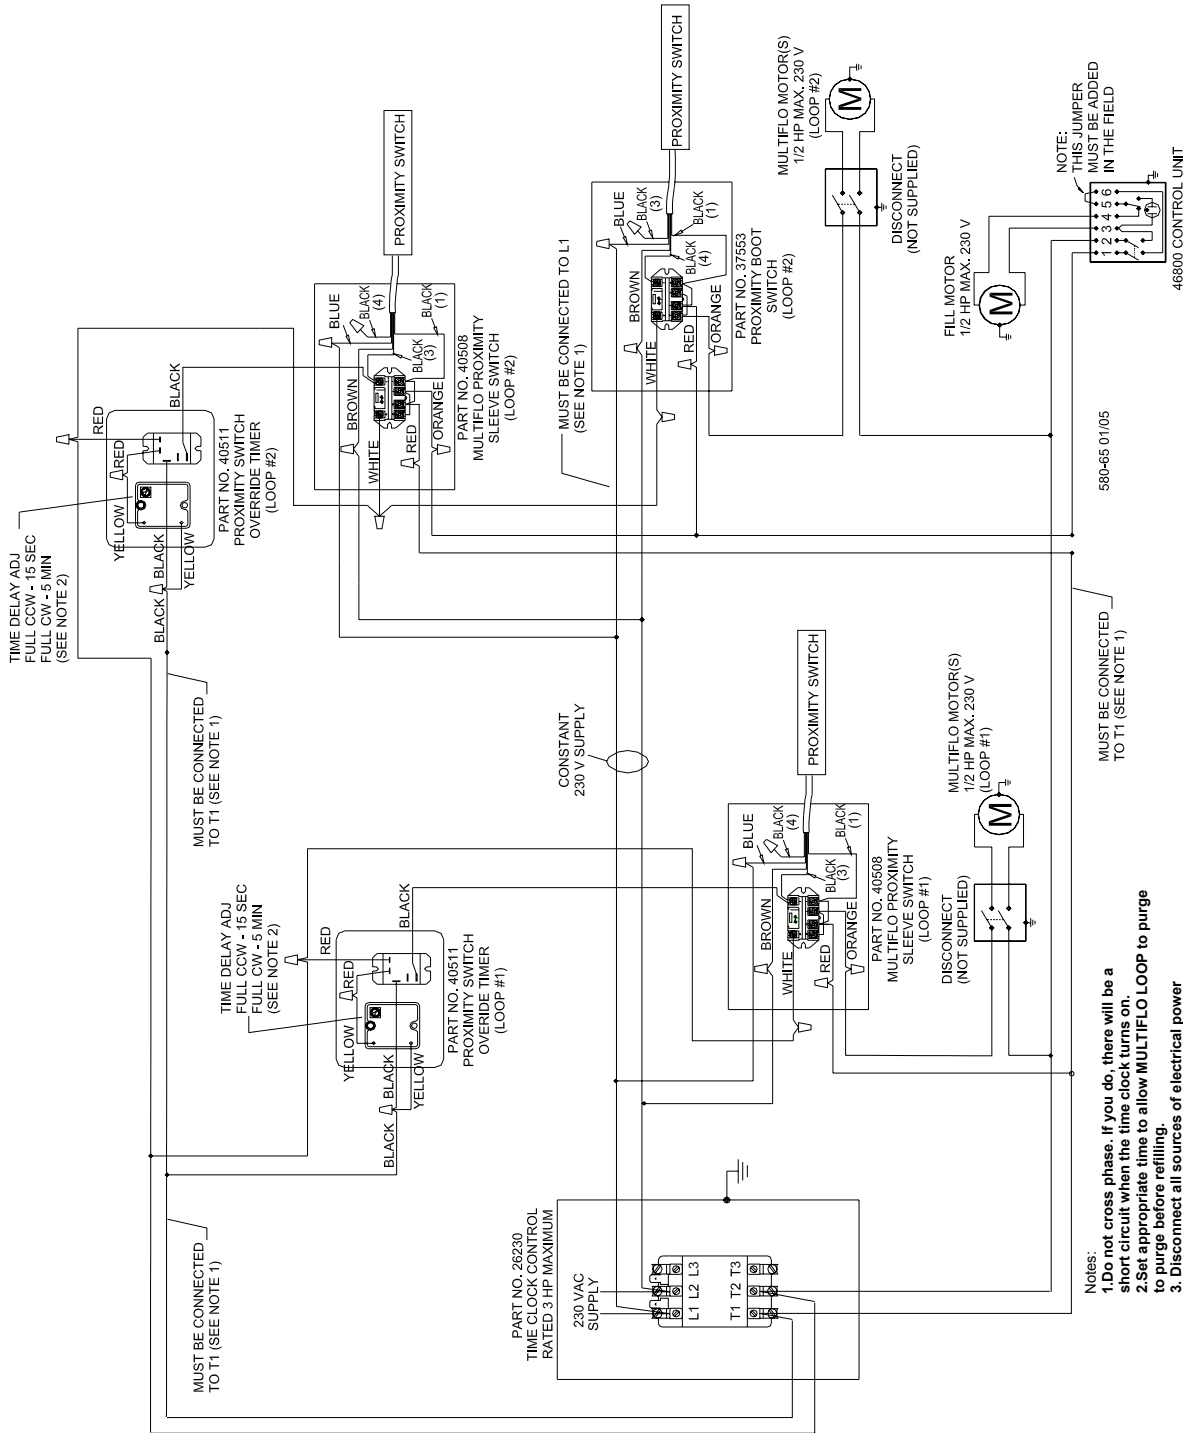 TIME DELAY ADJ
FULL CCW - 15 SEC
FULL CW - 5 MIN
(SEE NOTE 2)
RED
BLACK
RED
YELLOW
BLACK
BLACK
YELLOW
PART NO. 40511
PROXIMITY SWITCH
OVERRIDE TIMER
(LOOP #2)
PROXIMITY SWITCH
BLUE
BLACK
(4)
BLACK
(1)
BLACK
(3)
BROWN
WHITE
RED
ORANGE
PART NO. 40508
MULTIFLO PROXIMITY
SLEEVE SWITCH
(LOOP #2)
PROXIMITY SWITCH
BLUE
BLACK
(3)
BLACK
(1)
BLACK
(4)
BROWN
WHITE
RED
ORANGE
PART NO. 37553
PROXIMITY BOOT
SWITCH
(LOOP #2)
MUST BE CONNECTED TO L1
(SEE NOTE 1)
MULTIFLO MOTOR(S)
1/2 HP MAX. 230 V
(LOOP #2)
M
DISCONNECT
(NOT SUPPLIED)
FILL MOTOR
1/2 HP MAX. 230 V
M
NOTE:
THIS JUMPER
MUST BE ADDED
IN THE FIELD
1 2 3 4 5 6
46800 CONTROL UNIT
580-65 01/05
MUST BE CONNECTED
TO T1 (SEE NOTE 1)
CONSTANT
230 V SUPPLY
MUST BE CONNECTED
TO T1 (SEE NOTE 1)
TIME DELAY ADJ
FULL CCW - 15 SEC
FULL CW - 5 MIN
(SEE NOTE 2)
RED
BLACK
RED
YELLOW
BLACK
BLACK
YELLOW
PART NO. 40511
PROXIMITY SWITCH
OVERIDE TIMER
(LOOP #1)
PROXIMITY SWITCH
BLUE
BLACK
(4)
BLACK
(1)
BLACK
(3)
BROWN
WHITE
RED
ORANGE
PART NO. 40508
MULTIFLO PROXIMITY
SLEEVE SWITCH
(LOOP #1)
MULTIFLO MOTOR(S)
1/2 HP MAX. 230 V
(LOOP #1)
M
DISCONNECT
(NOT SUPPLIED)
MUST BE CONNECTED
TO T1 (SEE NOTE 1)
PART NO. 26230
TIME CLOCK CONTROL
RATED 3 HP MAXIMUM
230 VAC
SUPPLY
L1 L2 L3
T1 T2 T3
Notes:
1.Do not cross phase. If you do, there will be a
short circuit when the time clock turns on.
2.Set appropriate time to allow MULTIFLO LOOP to purge
to purge before refilling.
3. Disconnect all sources of electrical power